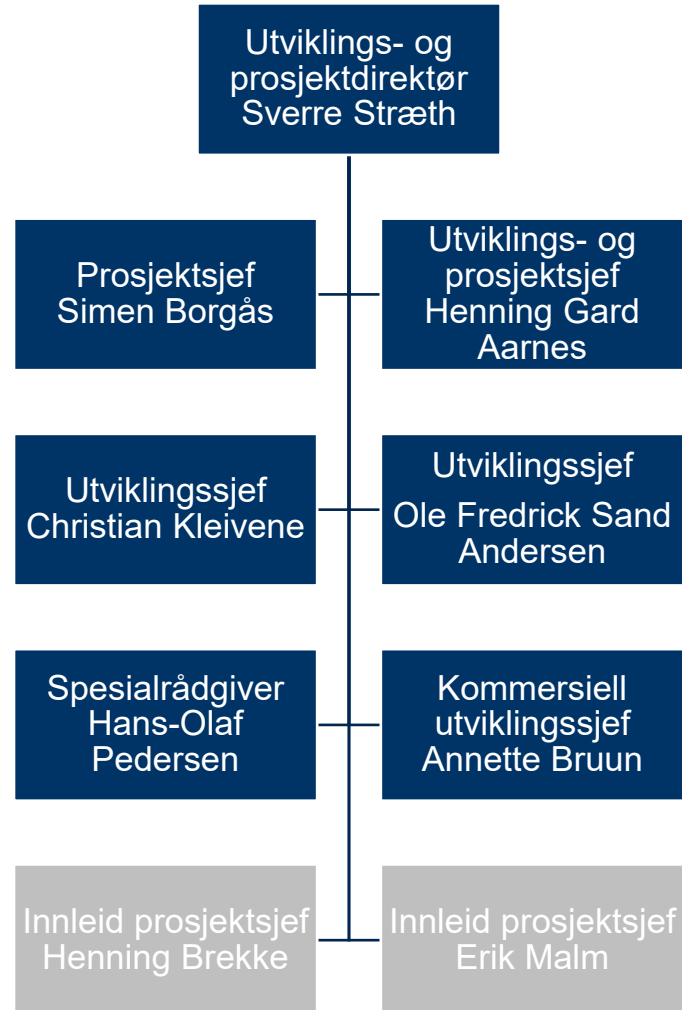 Utviklings- og
prosjektdirektør
Sverre Stræth
Prosjektsjef
Simen Borgås
Utviklings- og
prosjektsjef
Henning Gard
Aarnes
Utviklingssjef
Christian Kleivene
Utviklingssjef
Ole Fredrick Sand
Andersen
Spesialrådgiver
Hans-Olaf
Pedersen
Kommersiell
utviklingssjef
Annette Bruun
Innleid prosjektsjef
Henning Brekke
Innleid prosjektsjef
Erik Malm